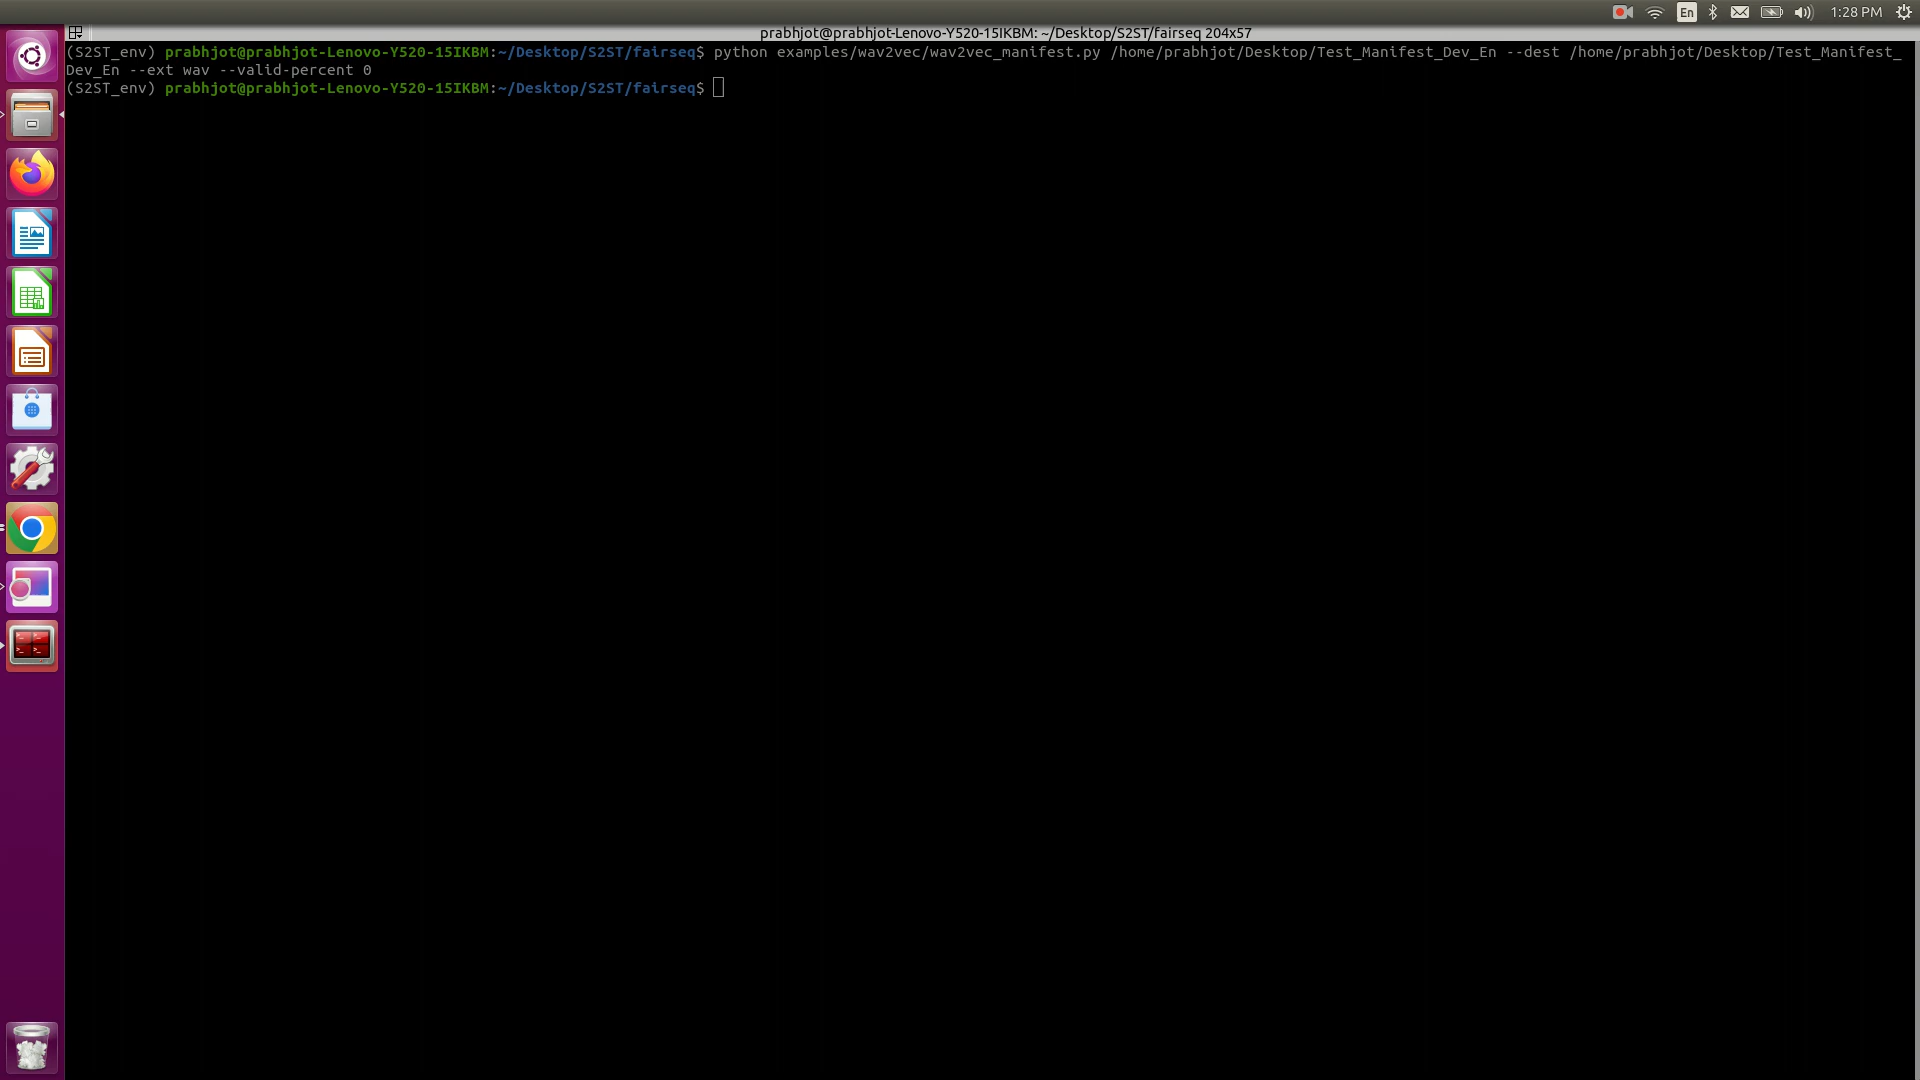 En
1:28 PM
prabhjot@prabhjot-Lenovo-Y520-15IKBM: ~/Desktop/S2ST/fairseq 204x57
(S2ST_env) prabhjot@prabhjot-Lenovo-Y520-15IKBM:~/Desktop/S2ST/fairseq$ python examples/wav2vec/wav2vec_manifest.py /home/prabhjot/Desktop/Test_Manifest_Dev_En --dest /home/prabhjot/Desktop/Test_Manifest_
Dev_En --ext wav --valid-percent 0
(S2ST_env) prabhjot@prabhjot-Lenovo-Y520-15IKBM:~/Desktop/S2ST/fairseq$